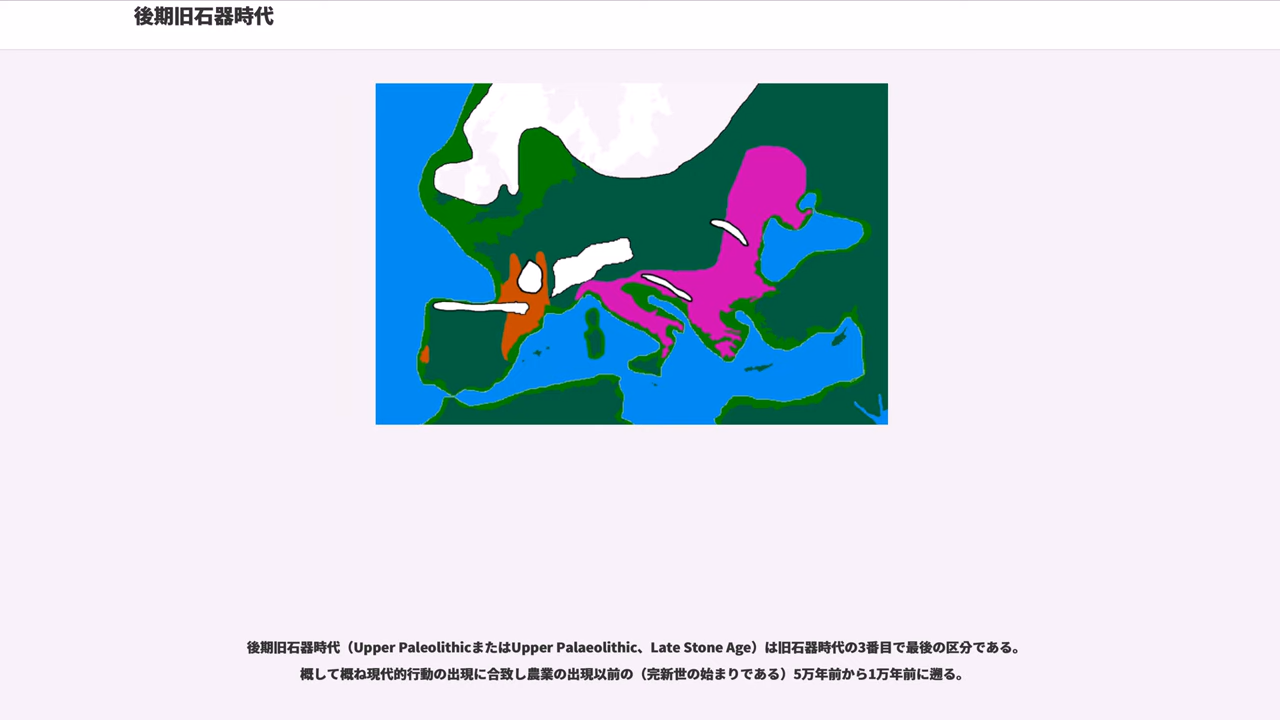 後期旧石器時代
後期旧石器時代（Upper PaleolithicまたはUpper Palaeolithic、Late Stone Age）は旧石器時代の3番目で最後の区分である。
概して概ね現代的行動の出現に合致し農業の出現以前の（完新世の始まりである）5万年前から1万年前に遡る。